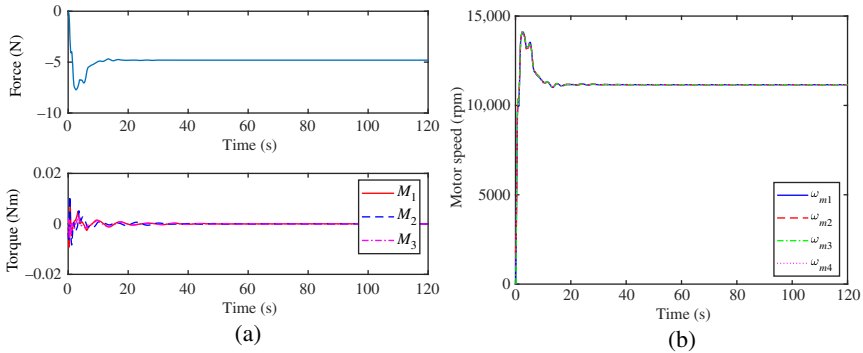 0
−5
−10
Force (N)
0 20 40 60 80 100 120
Time (s)
0.02
0
−0.02
Torque (Nm)
M1
M2
M3
0 20 40 60 80 100 120
Time (s)
(a)
15,000
10,000
5000
0
Motor speed (rpm)
ωm1
ωm2
ωm3
ωm4
0 20 40 60 80 100 120
Time (s)
(b)